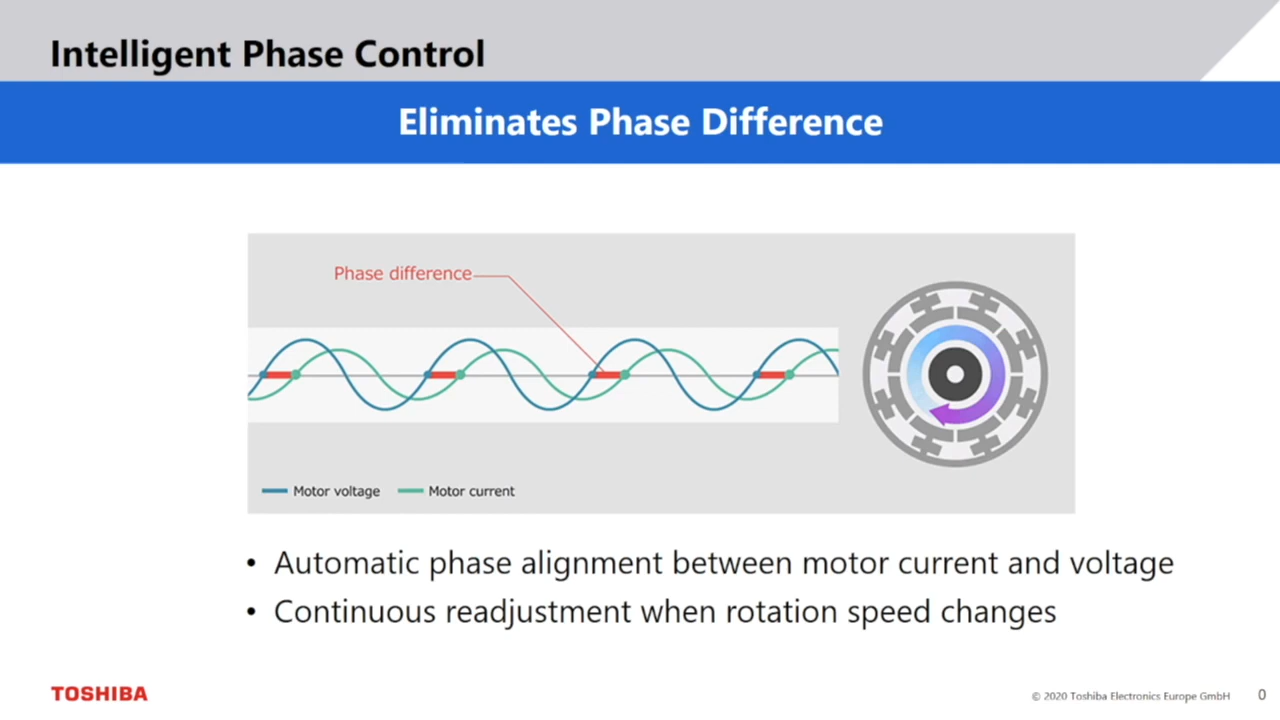 Intelligent Phase Control
Eliminates Phase Difference
Phase difference
Motor voltage
Motor current
• Automatic phase alignment between motor current and voltage
• Continuous readjustment when rotation speed changes
TOSHIBA
© 2020 Toshiba Electronics Europe GmbH
0